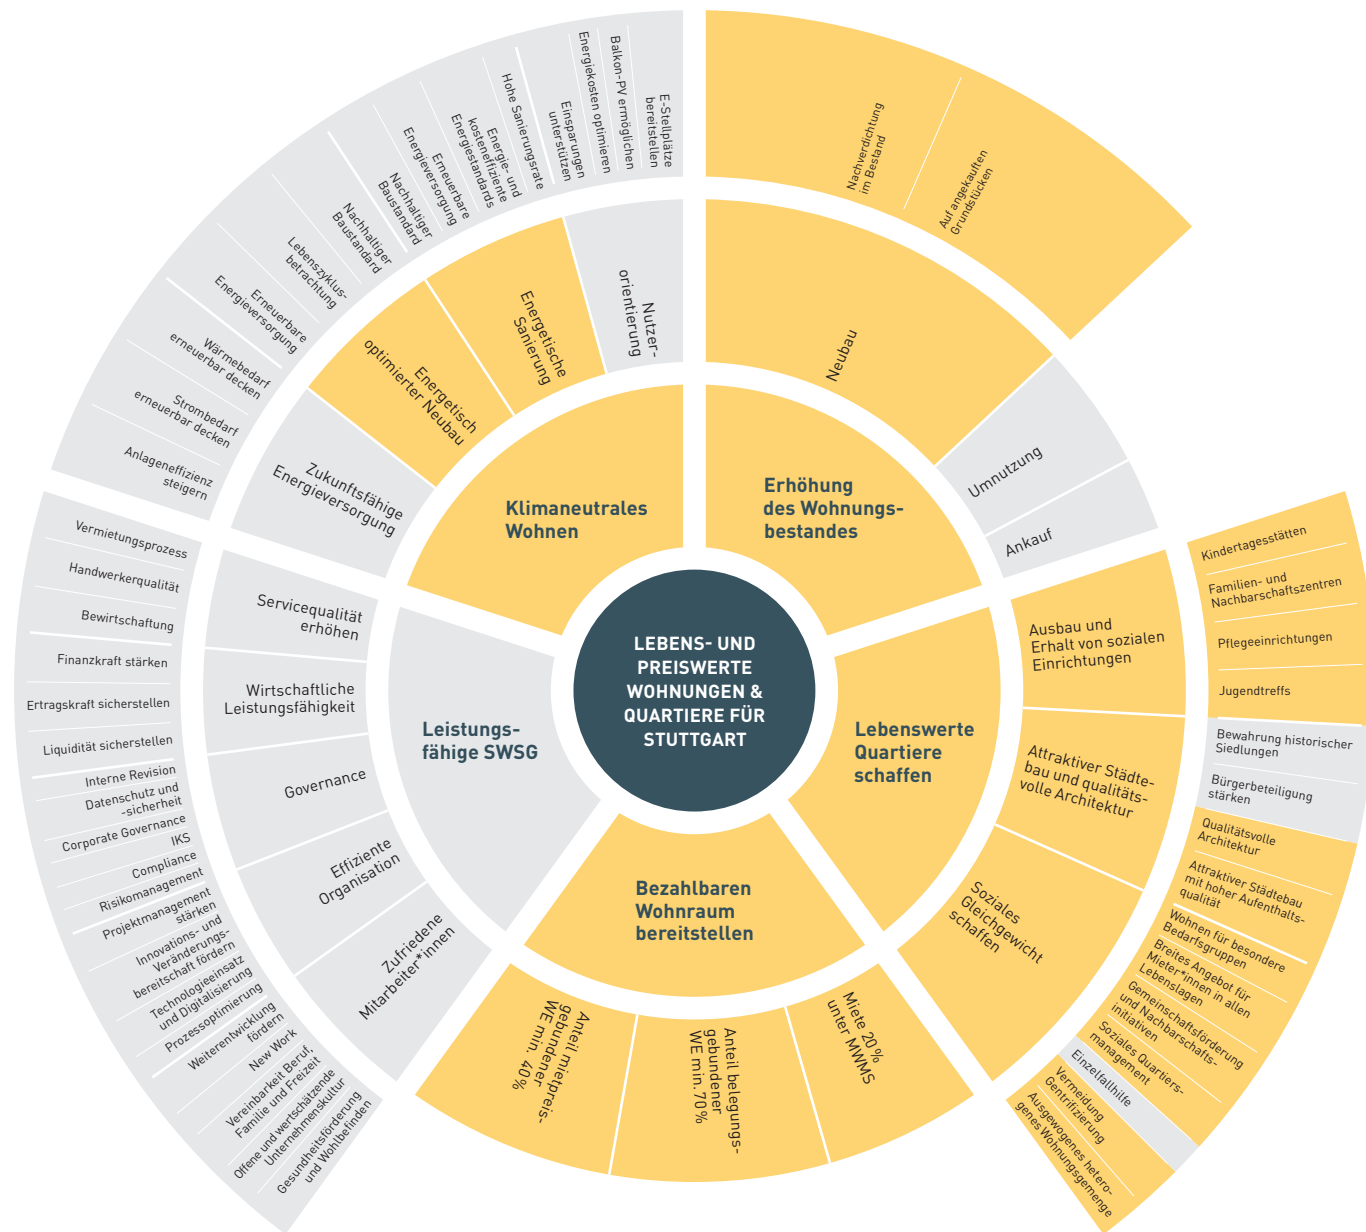 LEBENS- UND
PREISWERTE
WOHNUNGEN &
QUARTIERE FÜR
STUTTGART
Klimaneutrales
Wohnen
Zukunftsfähige
Energieversorgung
Anlageneffizienz
steigern
Strombedarf
erneuerbar decken
Wärmebedarf
erneuerbar decken
Energetisch
optimierter Neubau
Erneuerbare
Energieversorgung
Lebenszyklus-
betrachtung
Nachhaltiger
Baustandard
Energetische
Sanierung
Nachhaltiger
Baustandard
Erneuerbare
Energieversorgung
Energie- und
kosteneffiziente
Energiestandards
Hohe Sanierungsrate
Nutzer-
orientierung
Einsparungen
unterstützen
Energiekosten optimieren
Balkon-PV ermöglichen
E-Stellplätze
bereitstellen
Erhöhung
des Wohnungs-
bestandes
Neubau
Nachverdichtung
im Bestand
Auf angekauften
Grundstücken
Umnutzung
Ankauf
Lebenswerte
Quartiere
schaffen
Ausbau und
Erhalt von sozialen
Einrichtungen
Kindertagesstätten
Familien- und
Nachbarschaftszentren
Pflegeeinrichtungen
Jugendtreffs
Attraktiver Städte-
bau und qualitäts-
volle Architektur
Bewahrung historischer
Siedlungen
Bürgerbeteiligung
stärken
Qualitätsvolle
Architektur
Attraktiver Städtebau
mit hoher Aufenthalts-
qualität
Soziales
Gleichgewicht
schaffen
Wohnen für besondere
Bedarfsgruppen
Breites Angebot für
Mieter*innen in allen
Lebenslagen
Gemeinschaftsförderung
und Nachbarschafts-
initiativen
Soziales Quartiers-
management
Einzelfallhilfe
Vermeidung
Gentrifizierung
Ausgewogenes hetero-
genes Wohnungsgemenge
Bezahlbaren
Wohnraum
bereitstellen
Miete 20 %
unter MWMS
Anteil belegungs-
gebundener
WE min. 70 %
Anteil mietpreis-
gebundener
WE min. 40 %
Leistungs-
fähige SWSG
Servicequalität
erhöhen
Vermietungsprozess
Handwerkerqualität
Bewirtschaftung
Wirtschaftliche
Leistungsfähigkeit
Finanzkraft stärken
Ertragskraft sicherstellen
Liquidität sicherstellen
Governance
Interne Revision
Datenschutz und
-sicherheit
Corporate Governance
IKS
Compliance
Risikomanagement
Effiziente
Organisation
Projektmanagement
stärken
Innovations- und
Veränderungs-
bereitschaft fördern
Technologieeinsatz
und Digitalisierung
Prozessoptimierung
Zufriedene
Mitarbeiter*innen
Weiterentwicklung
fördern
New Work
Vereinbarkeit Beruf,
Familie und Freizeit
Offene und wertschätzende
Unternehmenskultur
Gesundheitsförderung
und Wohlbefinden